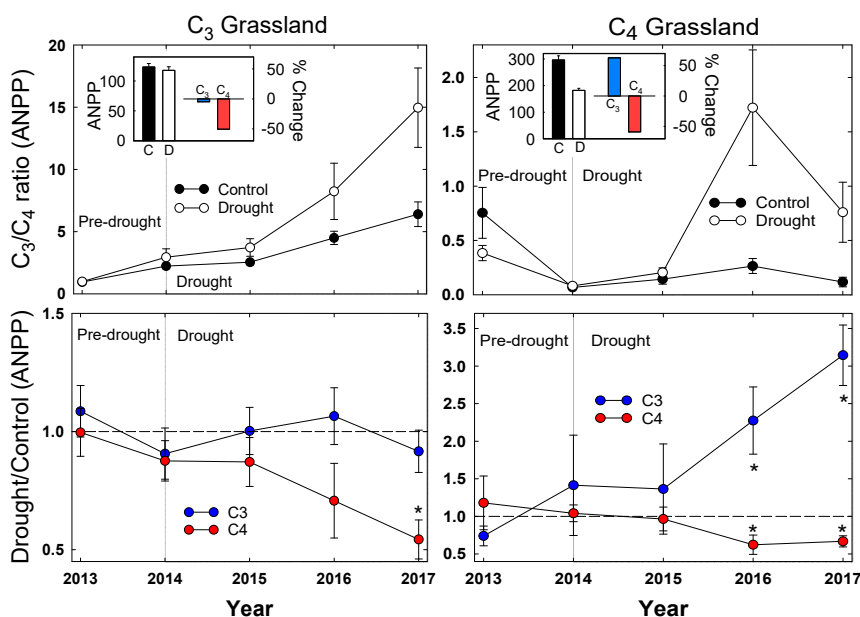 C3 Grassland
C4 Grassland
C3/C4 ratio (ANPP)
20
15
10
5
0
ANPP
100
50
0
C D
C3 C4
50
0
-50
% Change
Control
Drought
Pre-drought
Drought
2.0
1.5
1.0
0.5
0.0
ANPP
300
200
100
0
C D
C3
C4
50
0
-50
% Change
Pre-drought
Drought
Control
Drought
Drought/Control (ANPP)
1.5
1.0
0.5
Pre-drought
Drought
C3
C4
*
2013 2014 2015 2016 2017
Year
3.5
3.0
2.5
2.0
1.5
1.0
0.5
Pre-drought
Drought
C3
C4
*
*
*
*
2013 2014 2015 2016 2017
Year